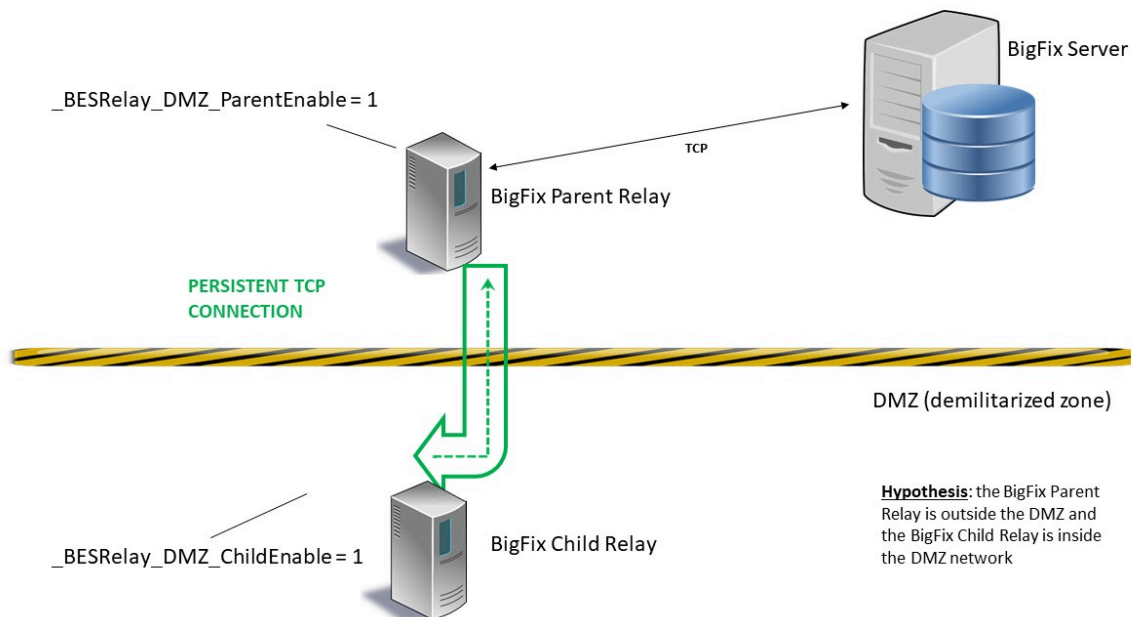 BigFix Server
_BESRelay_DMZ_ParentEnable = 1
TCP
BigFix Parent Relay
PERSISTENT TCP
CONNECTION
DMZ (demilitarized zone)
Hypothesis: the BigFix Parent
Relay is outside the DMZ and
the BigFix Child Relay is inside
the DMZ network
BigFix Child Relay
_BESRelay_DMZ_ChildEnable = 1